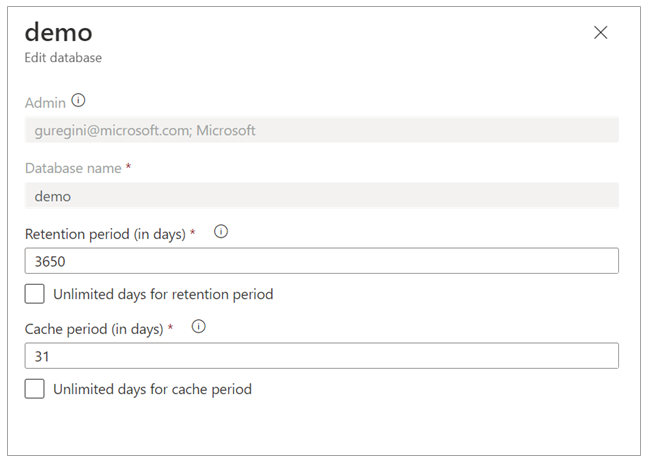 demo
Edit database
Admin
guregini@microsoft.com; Microsoft
Database name *
demo
Retention period (in days) *
3650
Unlimited days for retention period
Cache period (in days) *
31
Unlimited days for cache period